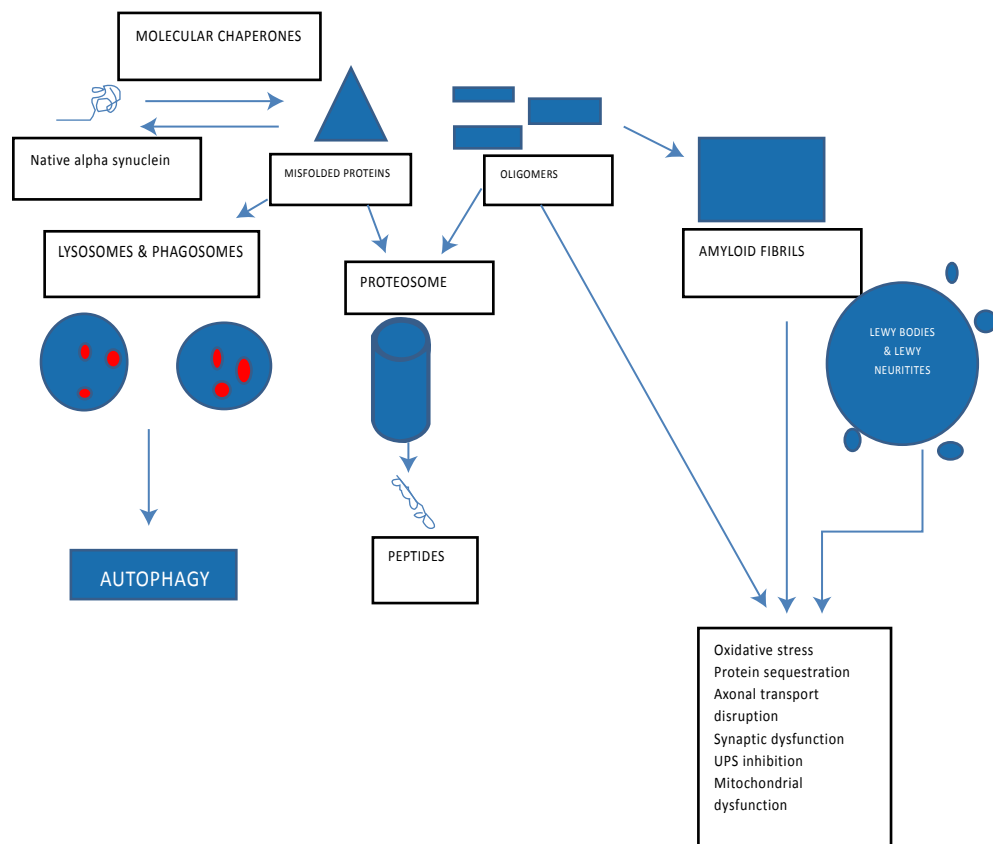 MOLECULAR CHAPERONES
Native alpha synuclein
MISFOLDED PROTEINS
OLIGOMERS
LYSOSOMES & PHAGOSOMES
PROTEOSOME
AMYLOID FIBRILS
LEWY BODIES
& LEWY
NEURITITES
AUTOPHAGY
PEPTIDES
Oxidative stress
Protein sequestration
Axonal transport
disruption
Synaptic dysfunction
UPS inhibition
Mitochondrial
dysfunction